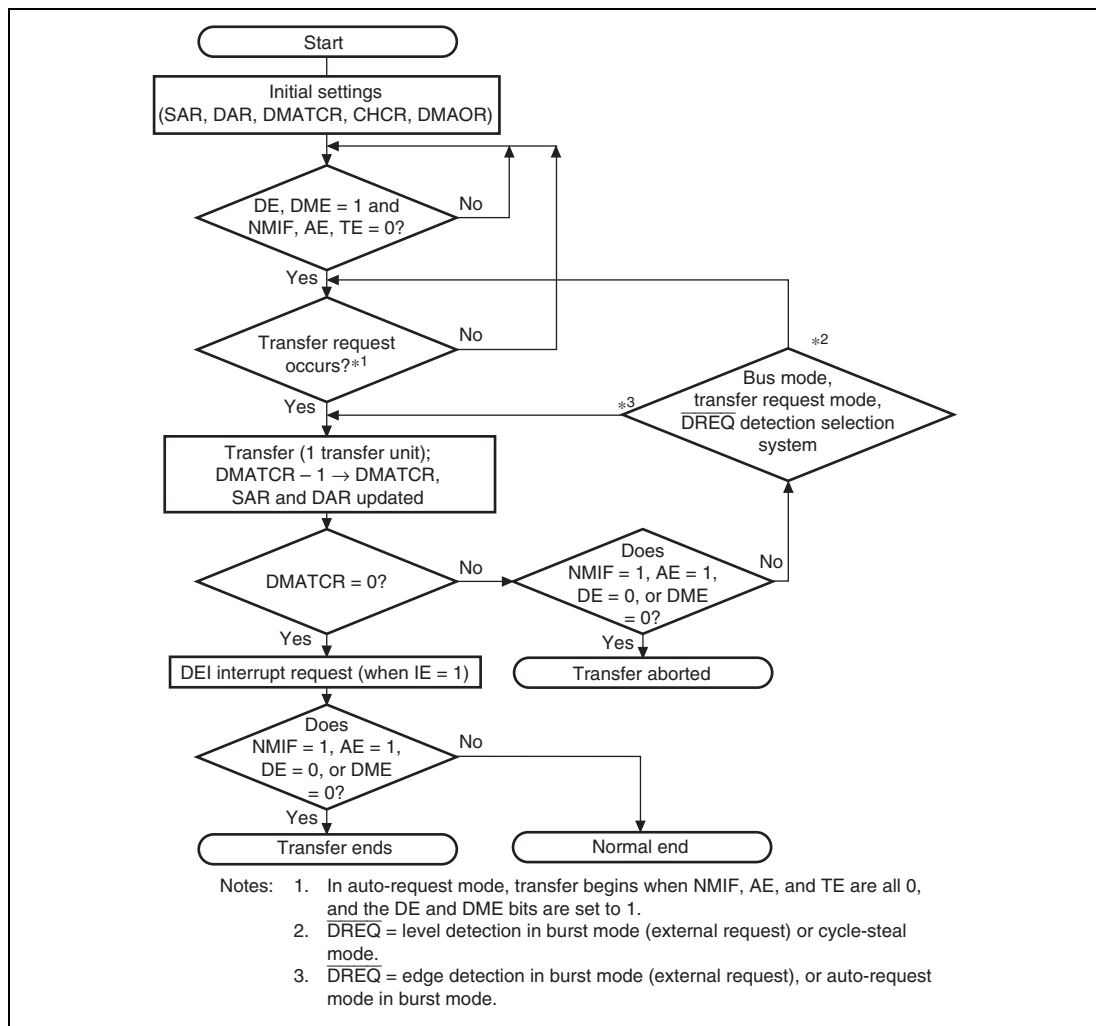 Start
Initial settings
(SAR, DAR, DMATCR, CHCR, DMAOR)
DE, DME = 1 and
NMIF, AE, TE = 0?
No
Yes
Transfer request
occurs?*1
No
Yes
*2
Bus mode,
transfer request mode,
DREQ detection selection
system
*3
Transfer (1 transfer unit);
DMATCR – 1 → DMATCR,
SAR and DAR updated
DMATCR = 0?
No
Does
NMIF = 1, AE = 1,
DE = 0, or DME
= 0?
No
Yes
Transfer aborted
Yes
DEI interrupt request (when IE = 1)
Does
NMIF = 1, AE = 1,
DE = 0, or DME
= 0?
No
Yes
Transfer ends
Normal end
Notes: 1. In auto-request mode, transfer begins when NMIF, AE, and TE are all 0,
and the DE and DME bits are set to 1.
2. DREQ = level detection in burst mode (external request) or cycle-steal
mode.
3. DREQ = edge detection in burst mode (external request), or auto-request
mode in burst mode.